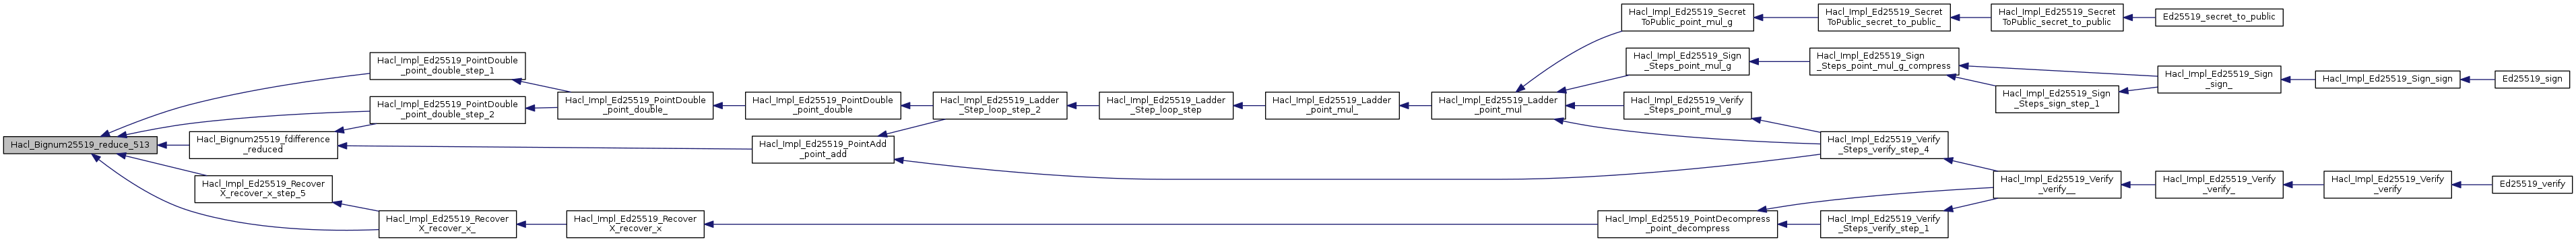 Hacl_Bignum25519_reduce_513
Hacl_Impl_Ed25519_PointDouble
_point_double_step_1
Hacl_Impl_Ed25519_PointDouble
_point_double_step_2
Hacl_Bignum25519_fdifference
_reduced
Hacl_Impl_Ed25519_Recover
X_recover_x_step_5
Hacl_Impl_Ed25519_Recover
X_recover_x_
Hacl_Impl_Ed25519_PointDouble
_point_double_
Hacl_Impl_Ed25519_Recover
X_recover_x
Hacl_Impl_Ed25519_PointDouble
_point_double
Hacl_Impl_Ed25519_PointAdd
_point_add
Hacl_Impl_Ed25519_Ladder
_Step_loop_step_2
Hacl_Impl_Ed25519_Ladder
_Step_loop_step
Hacl_Impl_Ed25519_Ladder
_point_mul_
Hacl_Impl_Ed25519_Ladder
_point_mul
Hacl_Impl_Ed25519_Secret
ToPublic_point_mul_g
Hacl_Impl_Ed25519_Sign
_Steps_point_mul_g
Hacl_Impl_Ed25519_Verify
_Steps_point_mul_g
Hacl_Impl_Ed25519_PointDecompress
_point_decompress
Hacl_Impl_Ed25519_Secret
ToPublic_secret_to_public_
Hacl_Impl_Ed25519_Sign
_Steps_point_mul_g_compress
Hacl_Impl_Ed25519_Verify
_Steps_verify_step_4
Hacl_Impl_Ed25519_Verify
_Steps_verify_step_1
Hacl_Impl_Ed25519_Secret
ToPublic_secret_to_public
Hacl_Impl_Ed25519_Sign
_Steps_sign_step_1
Hacl_Impl_Ed25519_Verify
_verify__
Hacl_Impl_Ed25519_Sign
_sign_
Hacl_Impl_Ed25519_Verify
_verify_
Ed25519_secret_to_public
Hacl_Impl_Ed25519_Sign_sign
Hacl_Impl_Ed25519_Verify
_verify
Ed25519_sign
Ed25519_verify